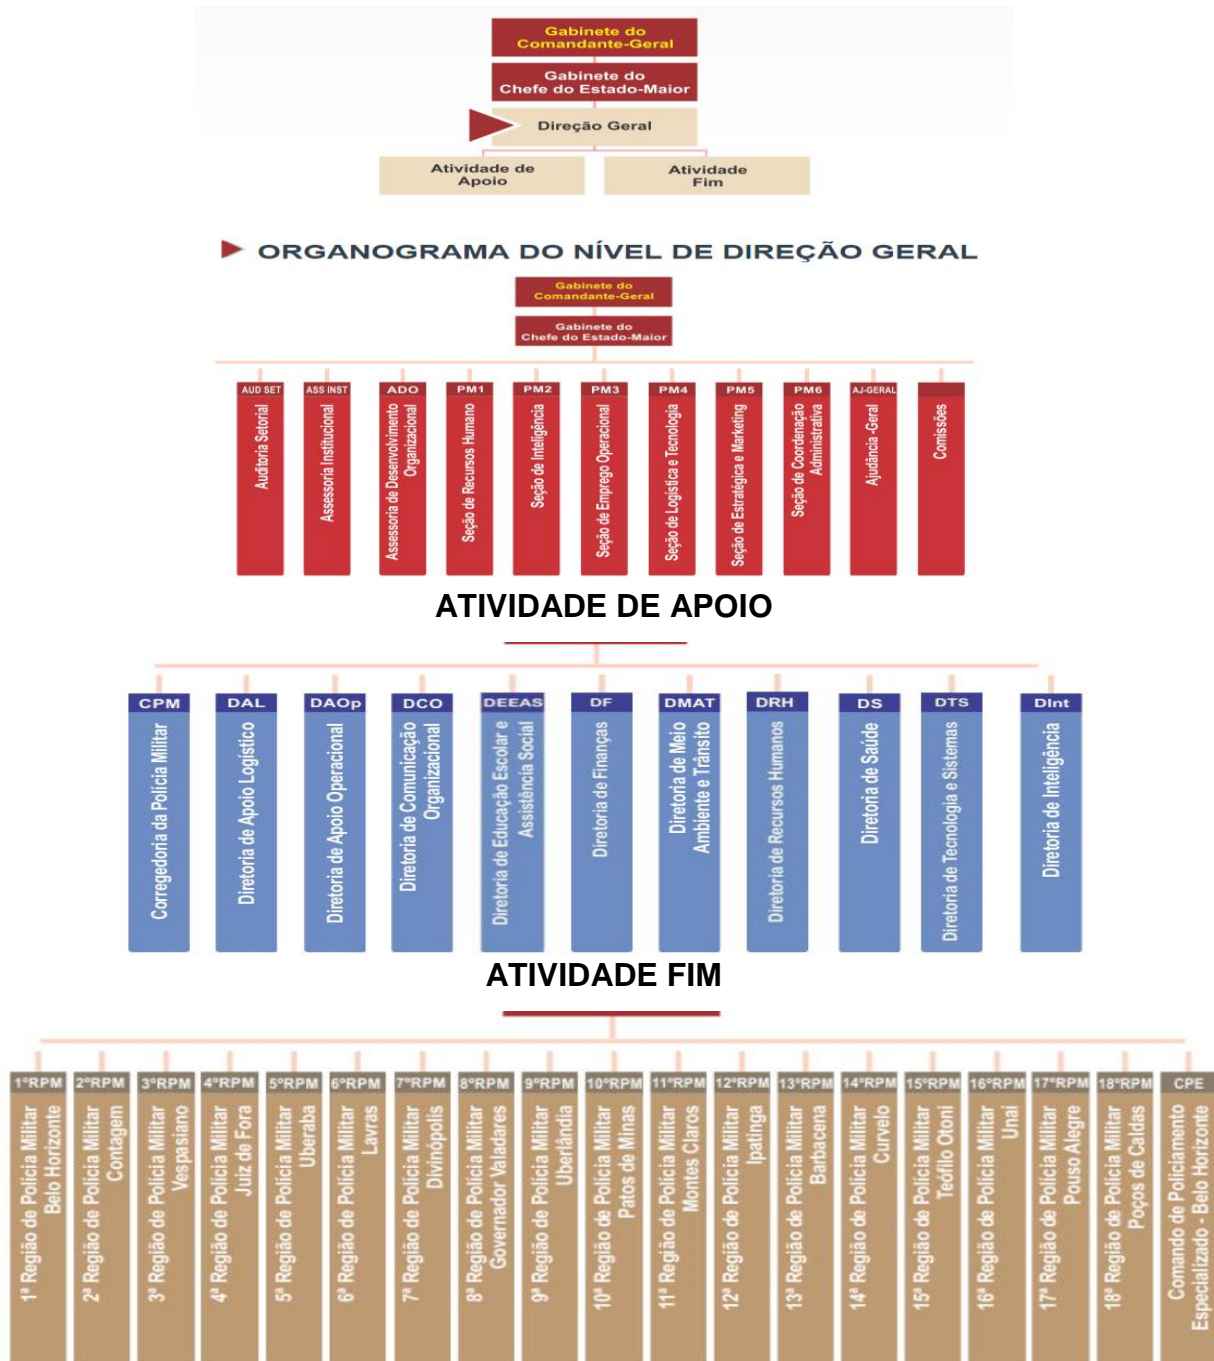 Gabinete do
Comandante-Geral
Gabinete do
Chefe do Estado-Maior
Direção Geral
Atividade de
Apoio
Atividade
Fim
ORGANOGRAMA DO NÍVEL DE DIREÇÃO GERAL
Gabinete do
Comandante-Geral
Gabinete do
Chefe do Estado-Maior
AUD SET
Auditoria Setorial
ASS INST
Assessoria Institucional
ADO
Assessoria de Desenvolvimento
Organizacional
PM1
Seção de Recursos Humano
PM2
Seção de Inteligência
PM3
Seção de Emprego Operacional
PM4
Seção de Logística e Tecnologia
PM5
Seção de Estratégica e Marketing
PM6
Seção de Coordenação
Administrativa
AJ-GERAL
Ajudância -Geral
Comissões
ATIVIDADE DE APOIO
CPM
Corregedoria da Polícia Militar
DAL
Diretoria de Apoio Logístico
DAOp
Diretoria de Apoio Operacional
DCO
Diretoria de Comunicação
Organizacional
DEEAS
Diretoria de Educação Escolar e
Assistência Social
DF
Diretoria de Finanças
DMAT
Diretoria de Meio
Ambiente e Trânsito
DRH
Diretoria de Recursos Humanos
DS
Diretoria de Saúde
DTS
Diretoria de Tecnologia e Sistemas
DInt
Diretoria de Inteligência
ATIVIDADE FIM
1ºRPM
1ª Região de Polícia Militar
Belo Horizonte
2ºRPM
2ª Região de Polícia Militar
Contagem
3ºRPM
3ª Região de Polícia Militar
Vespasiano
4ºRPM
4ª Região de Polícia Militar
Juiz de Fora
5ºRPM
5ª Região de Polícia Militar
Uberaba
6ºRPM
6ª Região de Polícia Militar
Lavras
7ºRPM
7ª Região de Polícia Militar
Divinópolis
8ºRPM
8ª Região de Polícia Militar
Governador Valadares
9ºRPM
9ª Região de Polícia Militar
Uberlândia
10ºRPM
10ª Região de Polícia Militar
Patos de Minas
11ºRPM
11ª Região de Polícia Militar
Montes Claros
12ºRPM
12ª Região de Polícia Militar
Ipatinga
13ºRPM
13ª Região de Polícia Militar
Barbacena
14ºRPM
14ª Região de Polícia Militar
Curvelo
15ºRPM
15ª Região de Polícia Militar
Teófilo Otoni
16ºRPM
16ª Região de Polícia Militar
Unaí
17ºRPM
17ª Região de Polícia Militar
Pouso Alegre
18ºRPM
18ª Região de Polícia Militar
Poços de Caldas
CPE
Comando de Policiamento
Especializado - Belo Horizonte